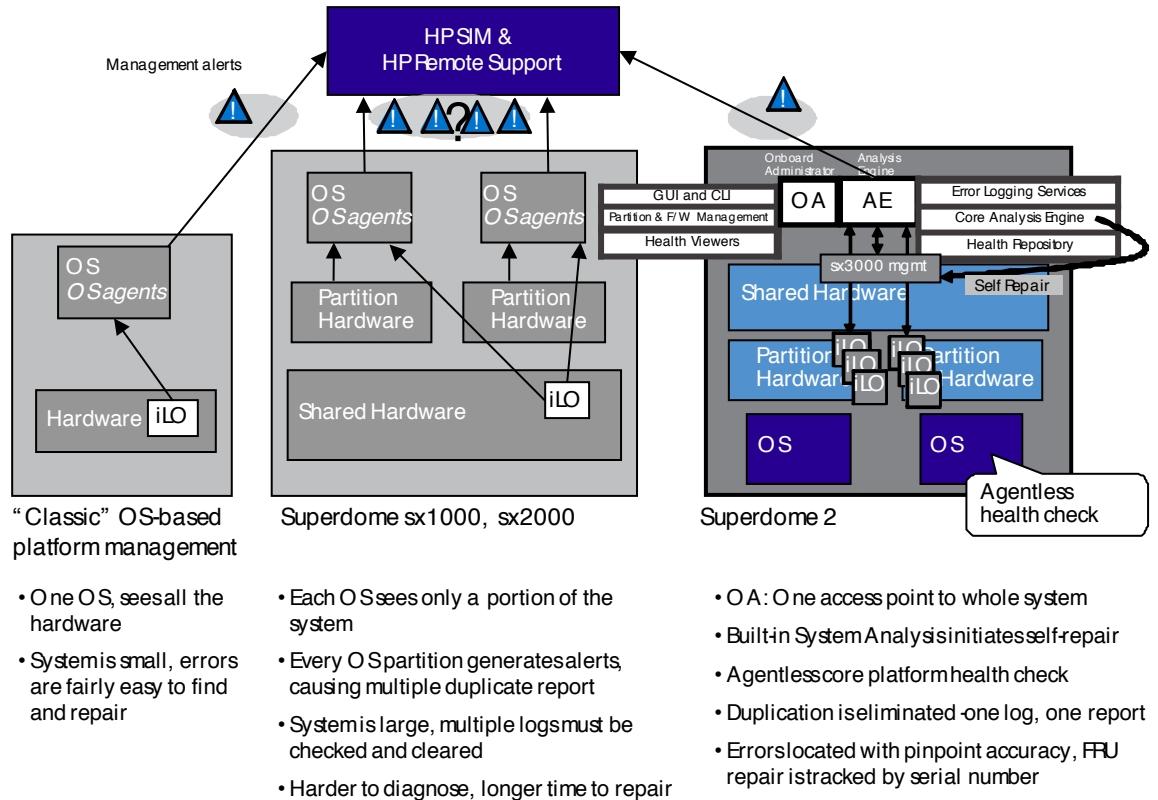 HP SIM &
HP Remote Support
Management alerts
!
! ! ? ! !
!
Onboard
Administrator
Analysis
Engine
OS
OS agents
OS
OS agents
GUI and CLI
Partition & F/W Management
Health Viewers
OA
AE
Error Logging Services
Core Analysis Engine
Health Repository
OS
OS agents
sx3000 mgmt
Self Repair
Shared Hardware
Partition
Hardware
Partition
Hardware
iLO
iLO
iLO
iLO
iLO
iLO
Partition
Hardware
Partition
Hardware
Hardware
iLO
Shared Hardware
iLO
OS
OS
Agentless
health check
"Classic" OS-based
platform management
• One OS, sees all the
hardware
• System is small, errors
are fairly easy to find
and repair
Superdome sx1000, sx2000
• Each OS sees only a portion of the
system
• Every OS partition generates alerts,
causing multiple duplicate report
• System is large, multiple logs must be
checked and cleared
• Harder to diagnose, longer time to repair
Superdome 2
• OA: One access point to whole system
• Built-in System Analysis initiates self-repair
• Agentless core platform health check
• Duplication is eliminated -one log, one report
• Errors located with pinpoint accuracy, FRU
repair is tracked by serial number